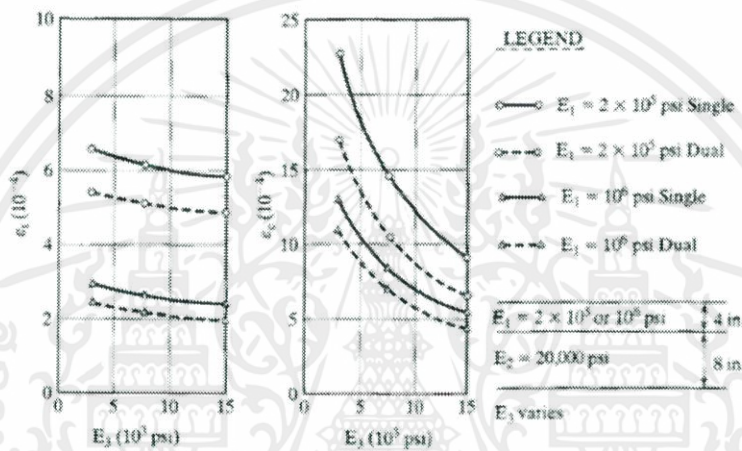 10
8
6
4
2
0
ε_t (10⁻⁴)
0 5 10 15
E₃ (10³ psi)
25
20
15
10
5
0
ε_c (10⁻⁴)
0 5 10 15
E₃ (10³ psi)
LEGEND
E₁ = 2 × 10⁵ psi Single
E₁ = 2 × 10⁵ psi Dual
E₁ = 10⁶ psi Single
E₁ = 10⁶ psi Dual
E₁ = 2 × 10⁵ or 10⁶ psi 4 in
E₂ = 20,000 psi 8 in
E₃ varies